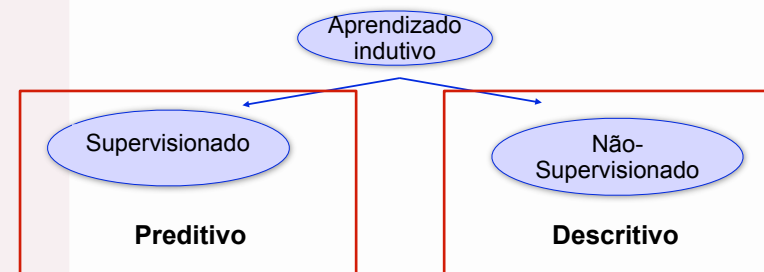 Aprendizado
indutivo
Supervisionado
Não-
Supervisionado
Preditivo
Descritivo